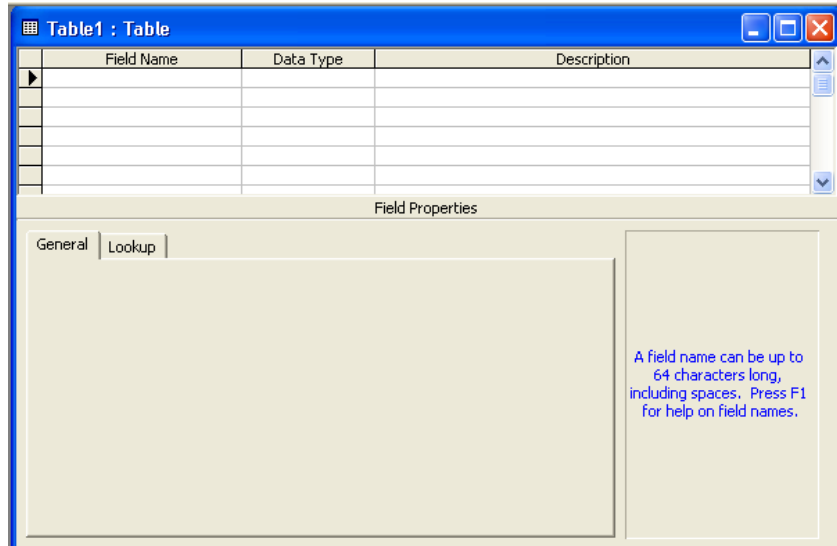 Table1 : Table
Field Name Data Type Description
Field Properties
General Lookup
A field name can be up to
64 characters long,
including spaces. Press F1
for help on field names.